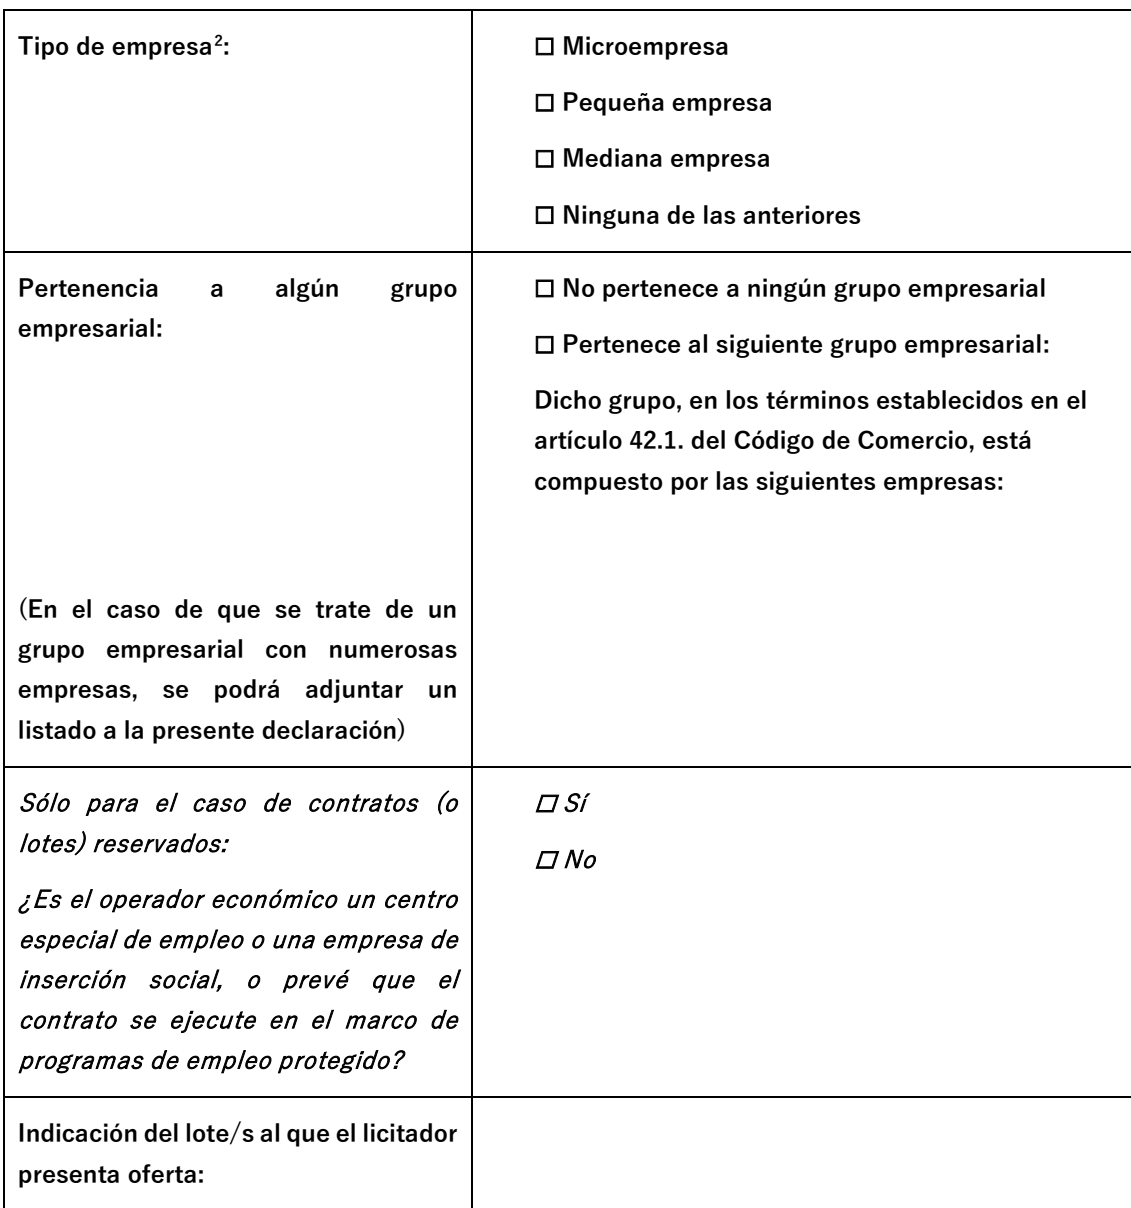 Tipo de empresa²:
☐ Microempresa
☐ Pequeña empresa
☐ Mediana empresa
☐ Ninguna de las anteriores
Pertenencia a algún grupo
empresarial:
(En el caso de que se trate de un
grupo empresarial con numerosas
empresas, se podrá adjuntar un
listado a la presente declaración)
☐ No pertenece a ningún grupo empresarial
☐ Pertenece al siguiente grupo empresarial:
Dicho grupo, en los términos establecidos en el
artículo 42.1. del Código de Comercio, está
compuesto por las siguientes empresas:
Sólo para el caso de contratos (o
lotes) reservados:
¿Es el operador económico un centro
especial de empleo o una empresa de
inserción social, o prevé que el
contrato se ejecute en el marco de
programas de empleo protegido?
☐ Sí
☐ No
Indicación del lote/s al que el licitador
presenta oferta: